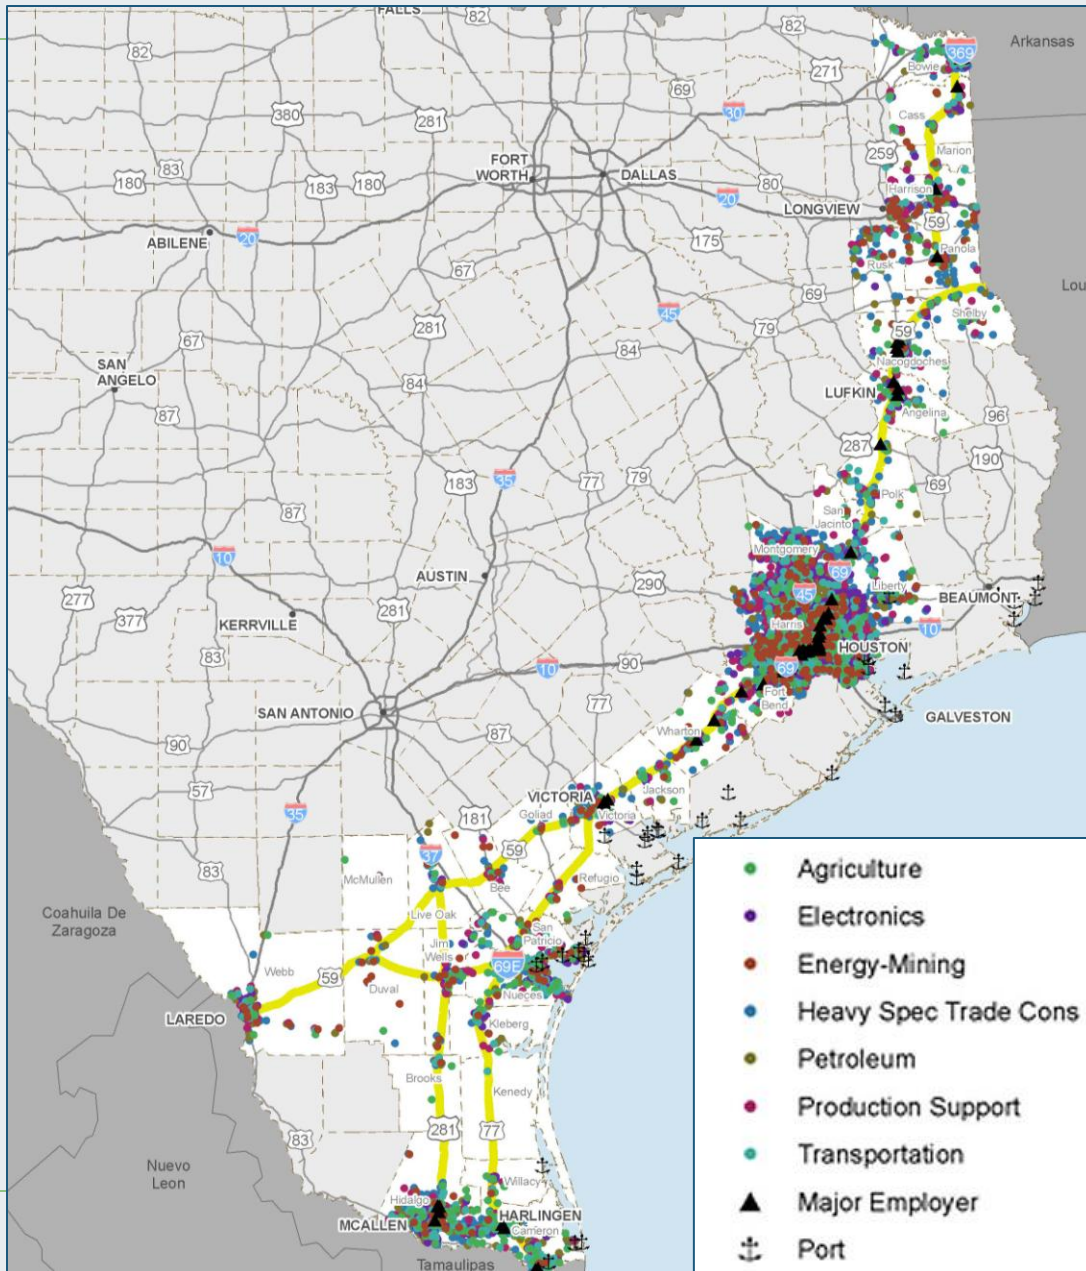 FALLS
82
82
82
271
Arkansas
369
Bowie
69
30
380
281
Cass
259
Marion
83
FORT
WORTH
DALLAS
180
183
180
80
20
Harrison
LONGVIEW
59
ABILENE
20
175
Panola
67
Rusk
69
Lou
281
45
79
Shelby
59
67
84
Nacogdoches
SAN
ANGELO
84
LUFKIN
Angelina
87
96
287
190
35
183
77
79
69
Polk
San
Jacinto
87
Montgomery
10
69
AUSTIN
290
45
Liberty
BEAUMONT
277
377
281
KERRVILLE
Harris
10
83
HOUSTON
90
10
69
Fort
Bend
77
SAN ANTONIO
GALVESTON
90
87
Wharton
57
VICTORIA
Jackson
35
181
Goliad
Victoria
37
59
83
McMullen
Bee
Refugio
Live Oak
Coahuila De
Zaragoza
San
Patricio
Jim
Wells
69E
Webb
59
Duval
Nueces
LAREDO
Kleberg
Brooks
Kenedy
281
77
83
Nuevo
Leon
Willacy
Hidalgo
HARLINGEN
MCALLEN
Cameron
Tamaulipas
Agriculture
Electronics
Energy-Mining
Heavy Spec Trade Cons
Petroleum
Production Support
Transportation
Major Employer
Port